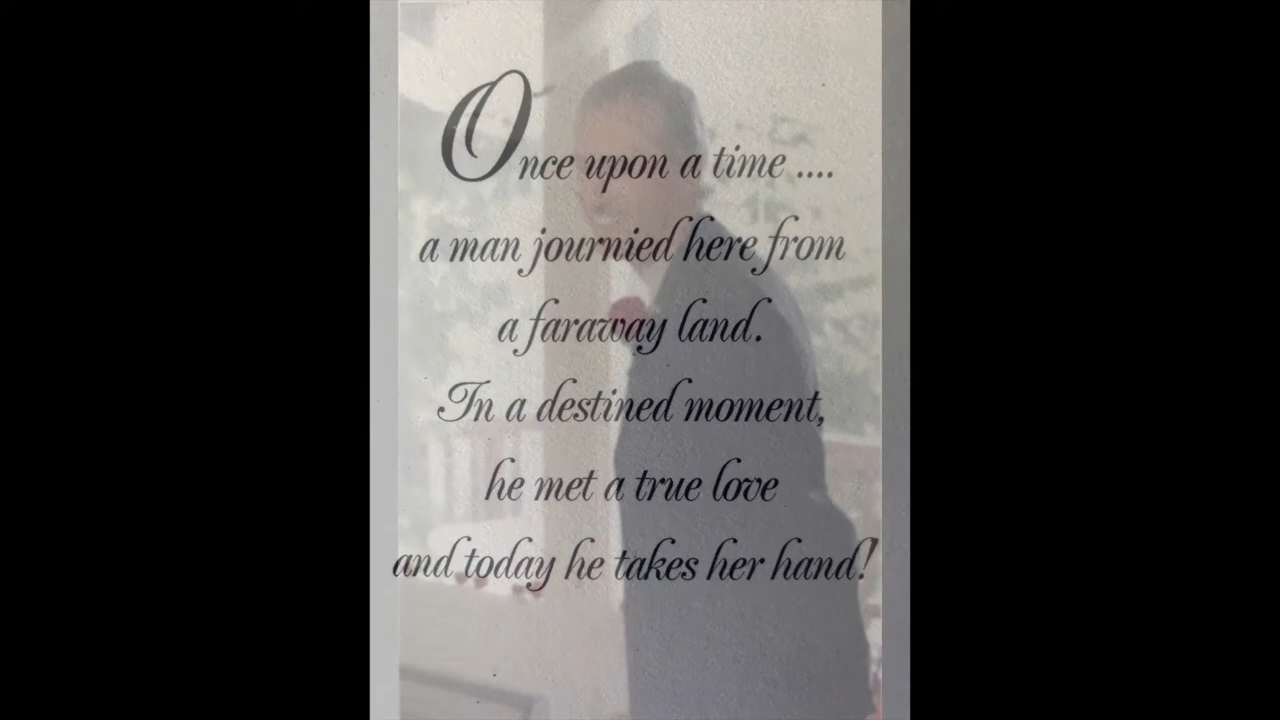 Once upon a time ....
a man journied here from
a faraway land.
In a destined moment,
he met a true love
and today he takes her hand!